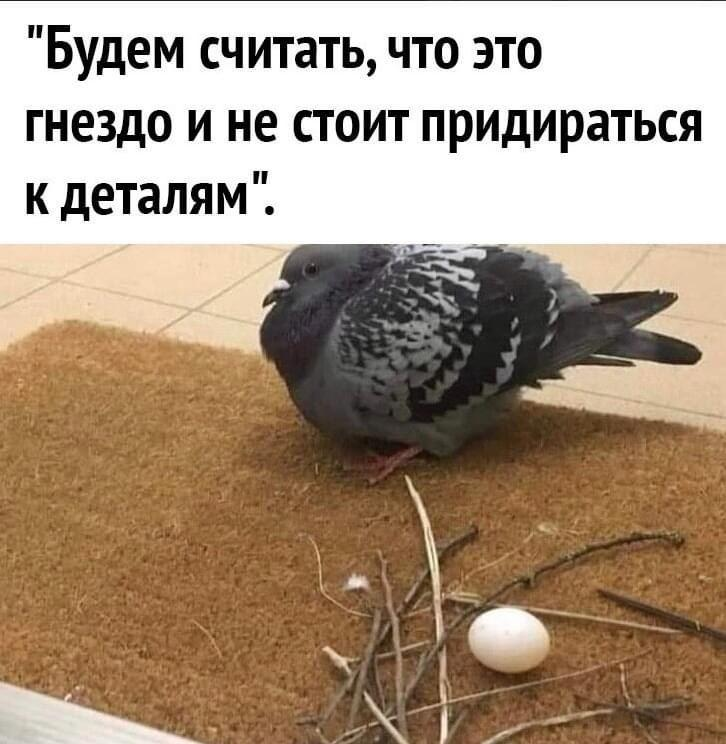 "Будем считать, что это
гнездо и не стоит придираться
к деталям".